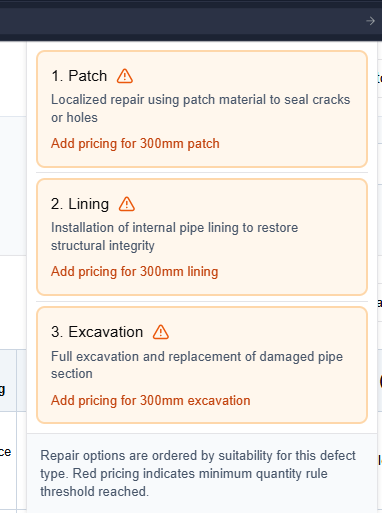 1. Patch
Localized repair using patch material to seal cracks
or holes
Add pricing for 300mm patch
2. Lining
Installation of internal pipe lining to restore
structural integrity
Add pricing for 300mm lining
3. Excavation
Full excavation and replacement of damaged pipe
section
Add pricing for 300mm excavation
Repair options are ordered by suitability for this defect
type. Red pricing indicates minimum quantity rule
threshold reached.